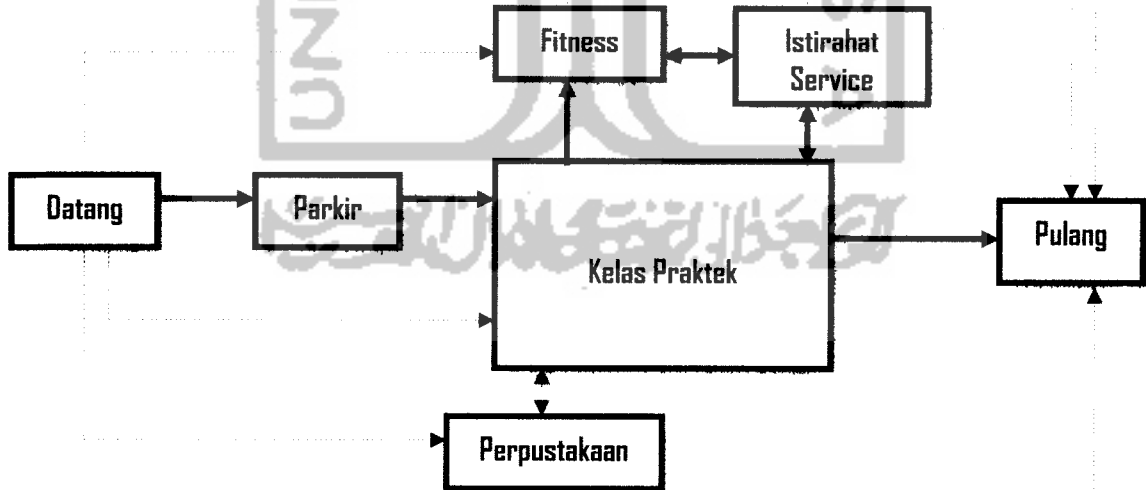 Fitness
Istirahat
Service
Datang
Parkir
Pulang
Kelas Praktek
Perpustakaan